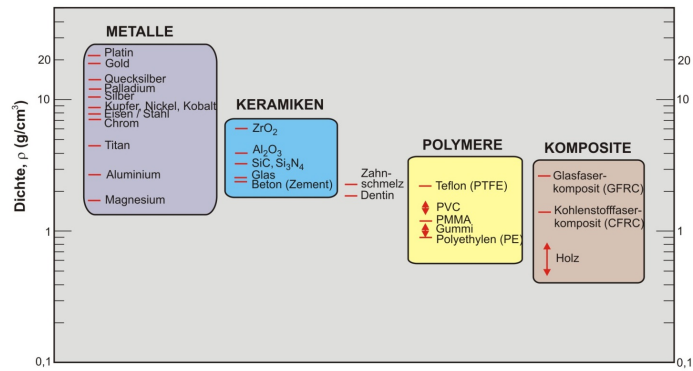 METALLE
Platin
Gold
Quecksilber
Palladium
Silber
Kupfer, Nickel, Kobalt
Eisen / Stahl
Chrom
Titan
Aluminium
Magnesium
KERAMIKEN
ZrO2
Al2O3
SiC, Si3N4
Glas
Beton (Zement)
Zahn-
schmelz
Dentin
POLYMERE
Teflon (PTFE)
PVC
PMMA
Gummi
Polyethylen (PE)
KOMPOSITE
Glasfaser-
komposit (GFRC)
Kohlenstofffaser-
komposit (CFRC)
Holz
Dichte, ρ (g/cm³)
20
10
1
0,1
20
10
1
0,1